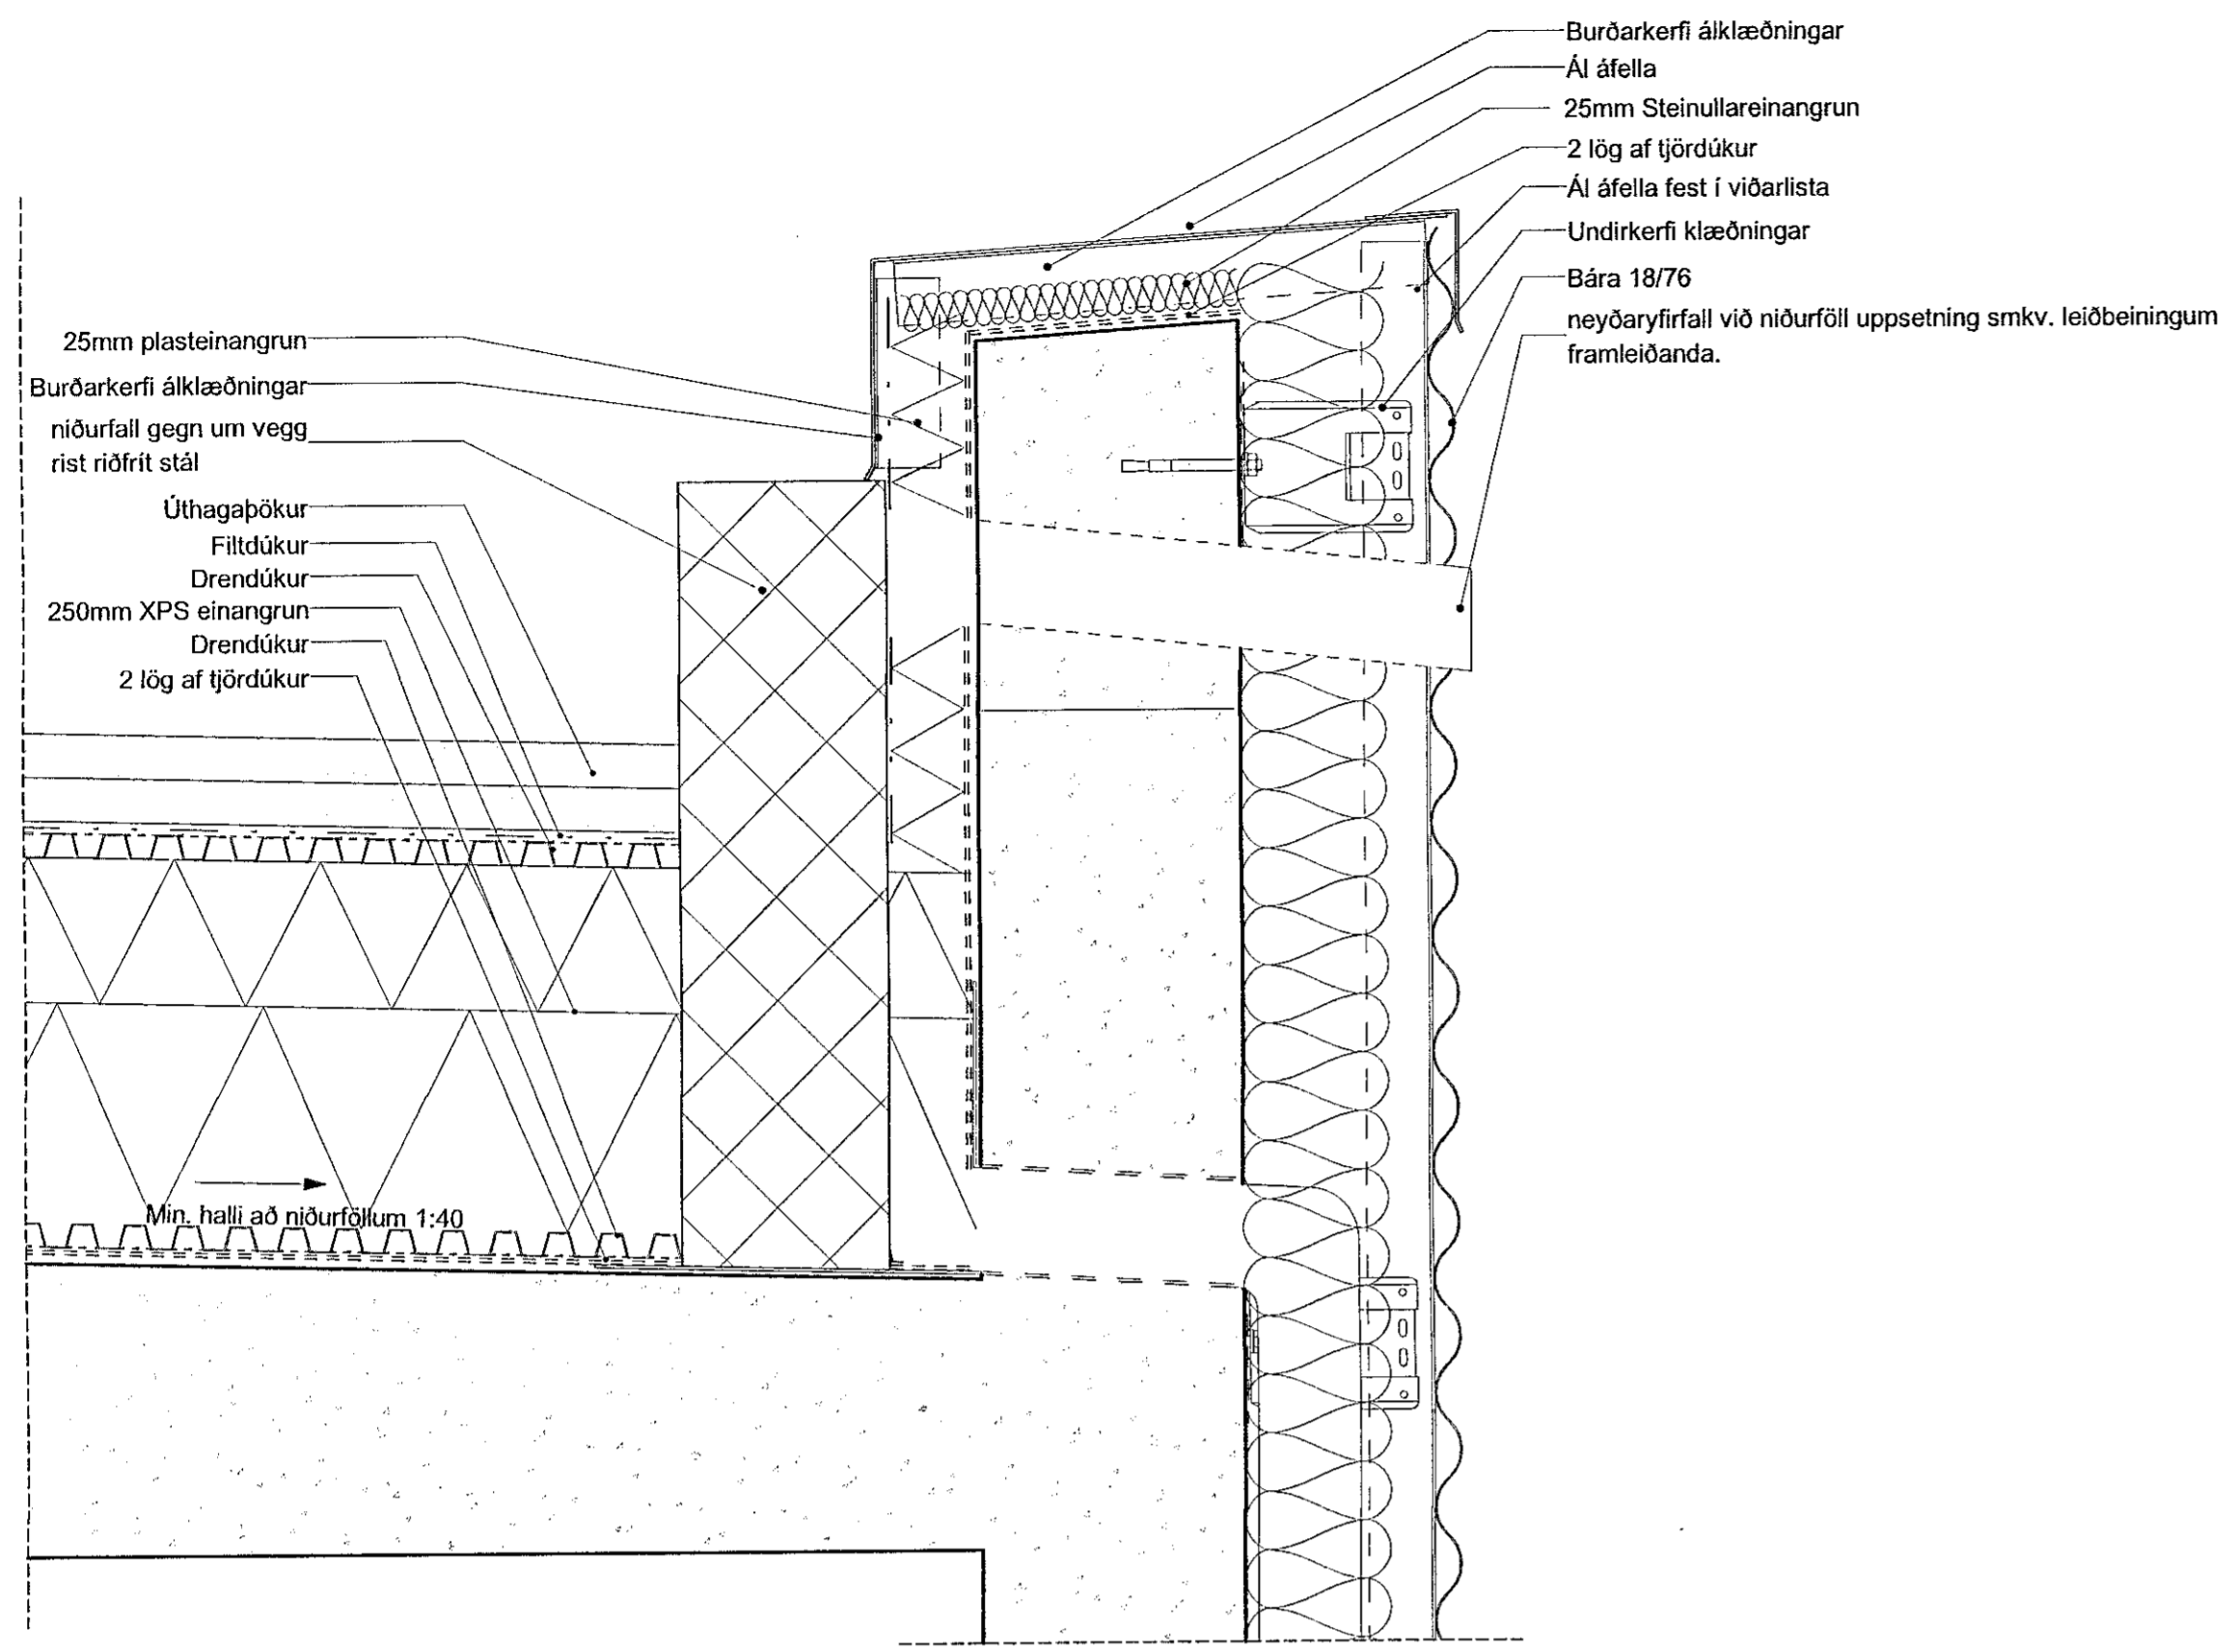 Burðarkerfi álklæðningar
Ál áfella
25mm Steinullareinangrun
2 lög af tjördúkur
Ál áfella fest í viðarlista
Undirkerfi klæðningar
Bára 18/76
neyðaryfirfall við niðurföll uppsetning smkv. leiðbeiningum
framleiðanda.
25mm plasteinangrun
Burðarkerfi álklæðningar
niðurfall gegn um vegg
rist riðfrít stál
Úthagaþökur
Filtdúkur
Drendúkur
250mm XPS einangrun
Drendúkur
2 lög af tjördúkur
Min. halli að niðurföllum 1:40